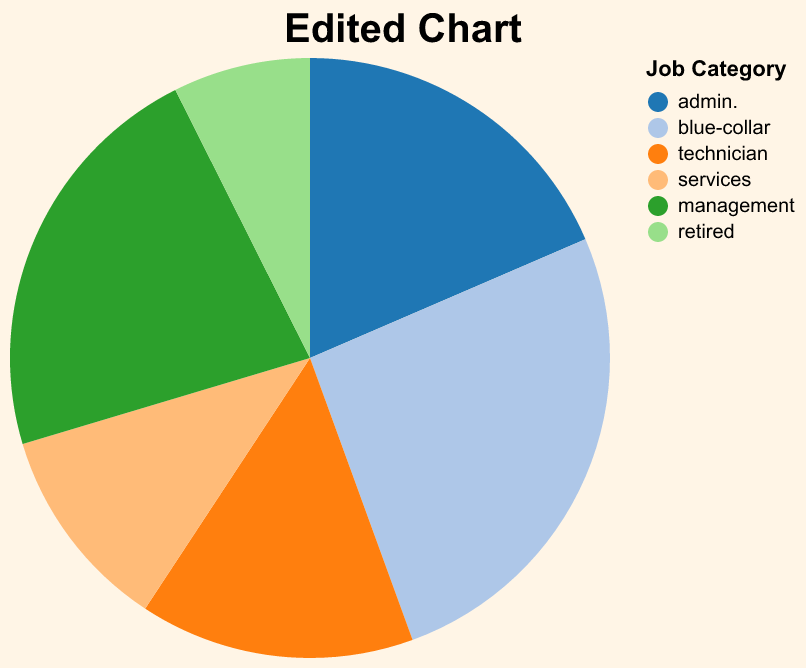 Edited Chart
Job Category
admin.
blue-collar
technician
services
management
retired